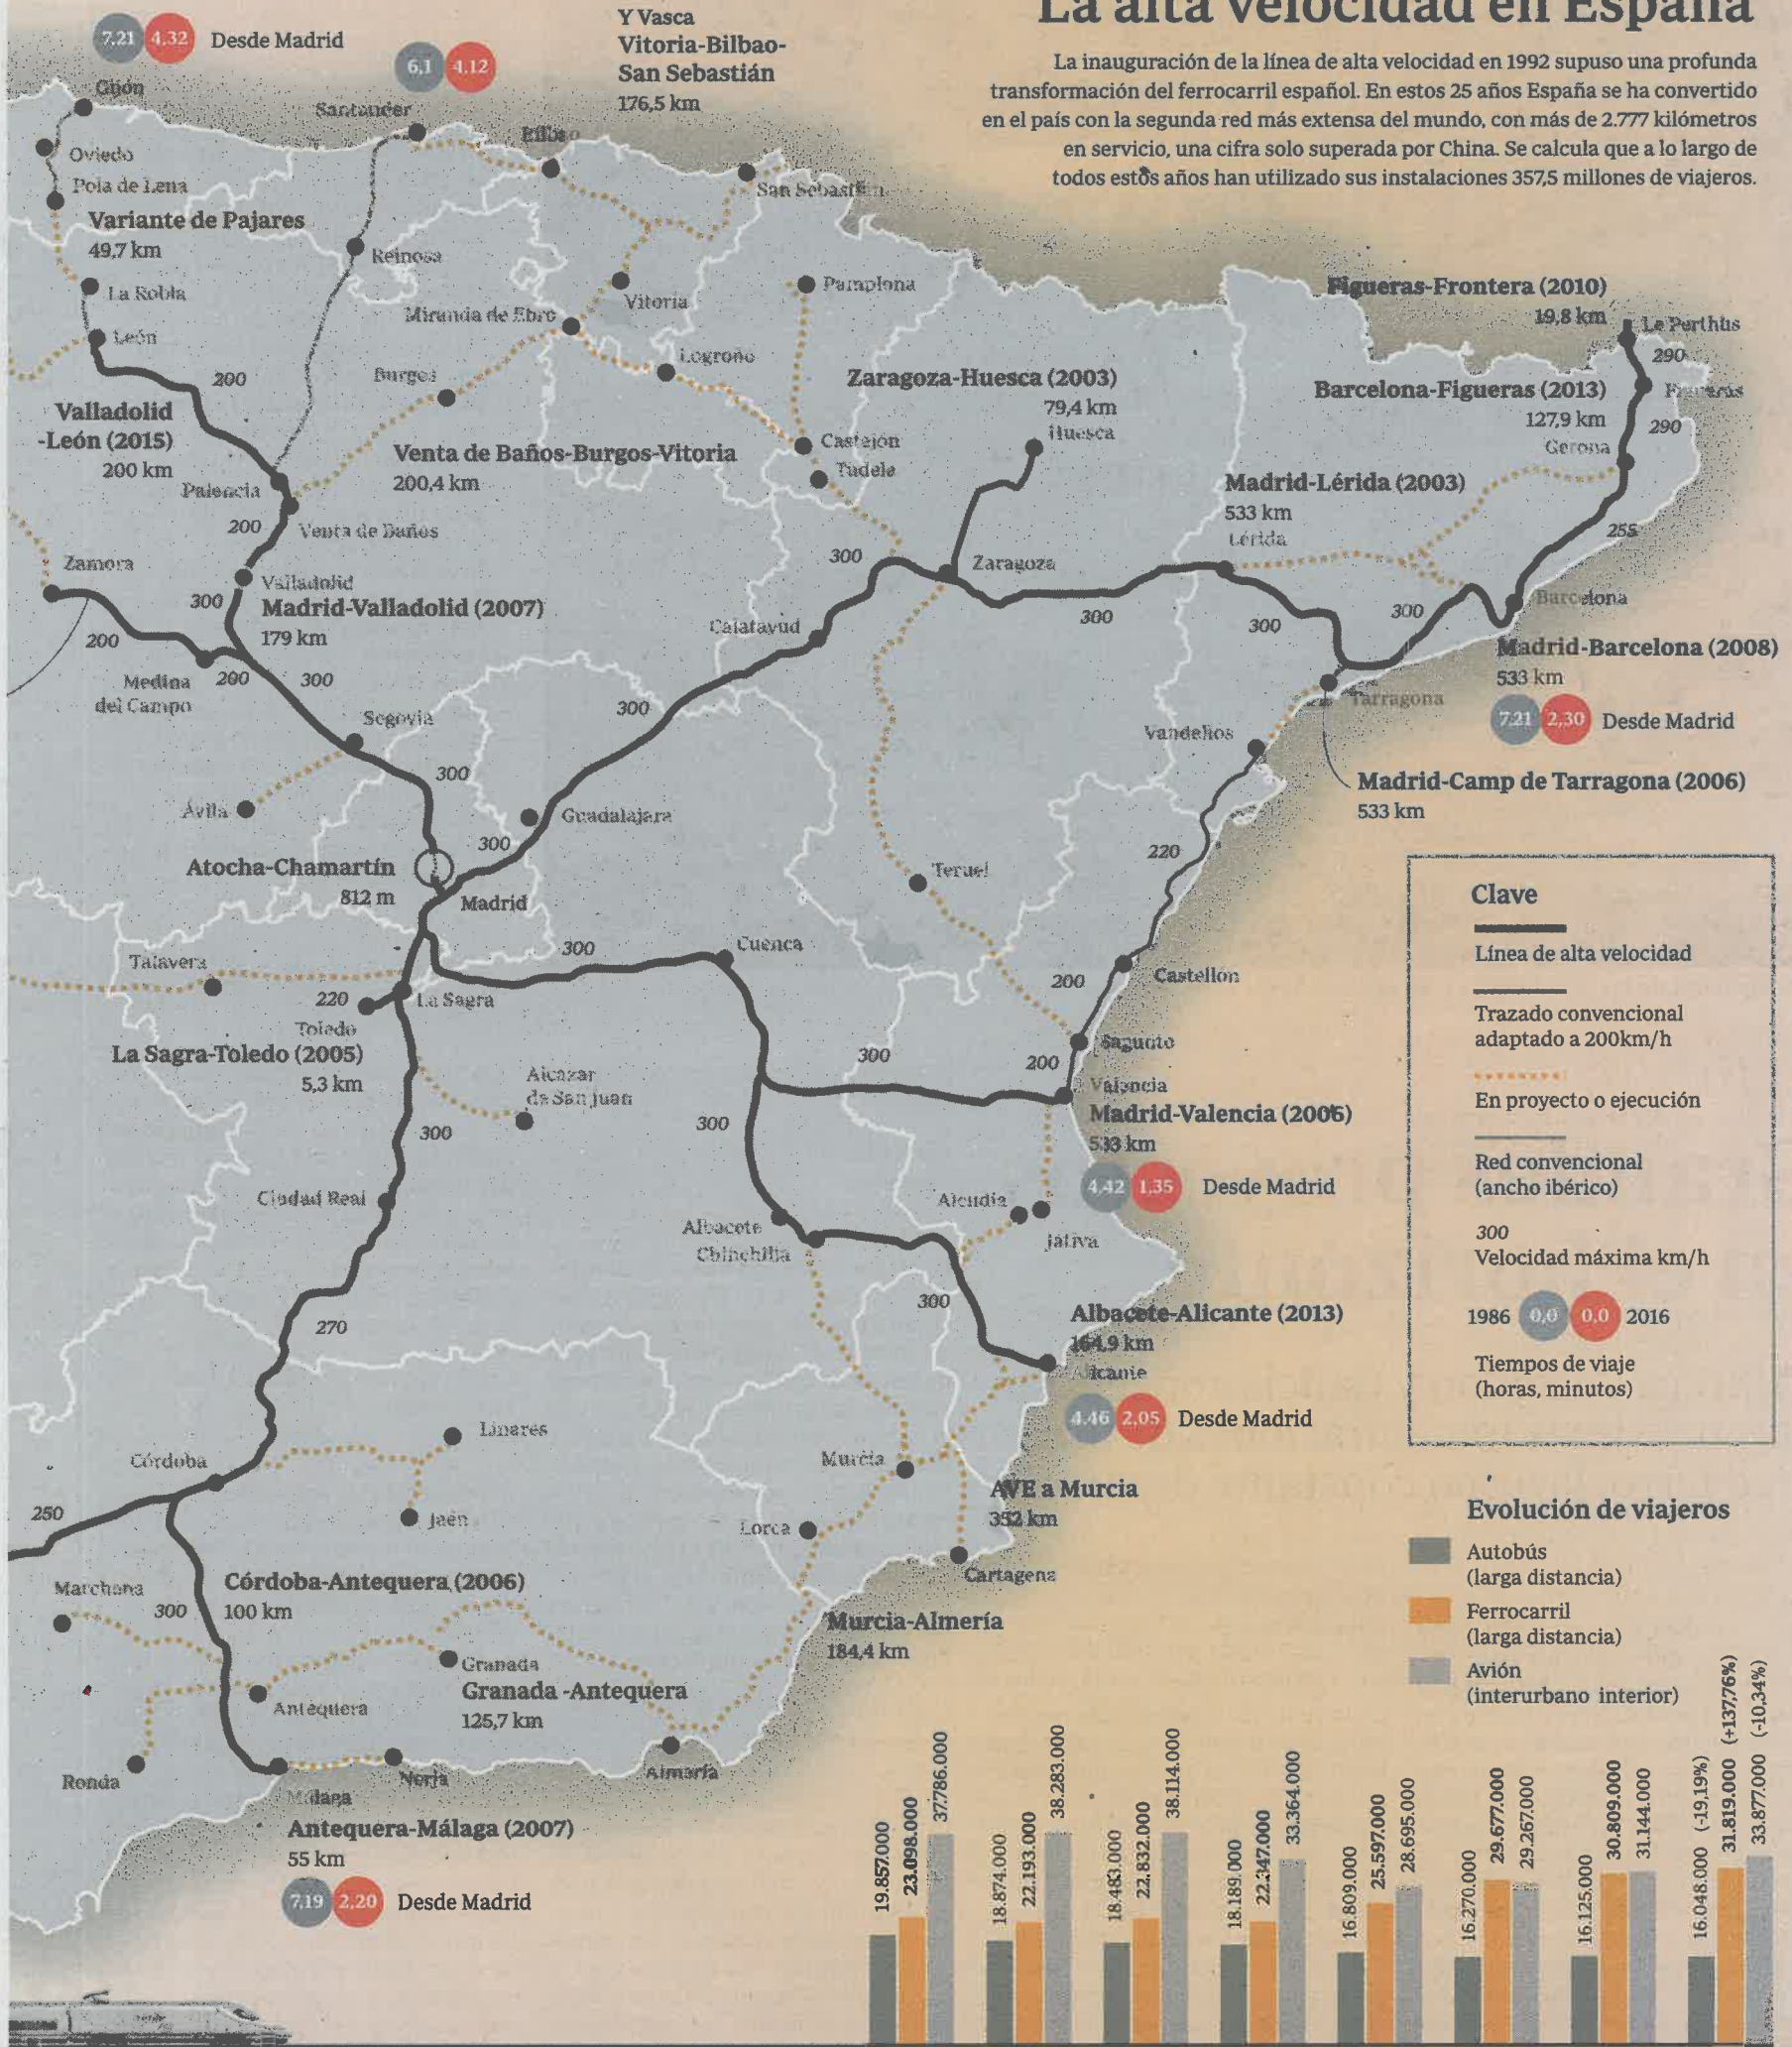 La alta velocidad en España
La inauguración de la línea de alta velocidad en 1992 supuso una profunda
transformación del ferrocarril español. En estos 25 años España se ha convertido
en el país con la segunda red más extensa del mundo, con más de 2.777 kilómetros
en servicio, una cifra solo superada por China. Se calcula que a lo largo de
todos estos años han utilizado sus instalaciones 357,5 millones de viajeros.
7.21 4.32 Desde Madrid
6,1 4.12
Y Vasca
Vitoria-Bilbao-
San Sebastián
176,5 km
Gijón
Santander
Oviedo
Pola de Lena
San Sebastián
Variante de Pajares
49,7 km
Reinosa
La Robla
Vitoria
Pamplona
Miranda de Ebro
León
Logroño
200
Burgos
Figueras-Frontera (2010)
19,8 km
Le Perthus
290
Zaragoza-Huesca (2003)
79,4 km
Huesca
Barcelona-Figueras (2013)
127,9 km
Figueras
290
Gerona
Valladolid
-León (2015)
200 km
Palencia
Venta de Baños-Burgos-Vitoria
200,4 km
Castejón
Tudela
Madrid-Lérida (2003)
533 km
Lérida
255
200
Venta de Baños
Zamora
300
Zaragoza
Valladolid
300
Madrid-Valladolid (2007)
179 km
Calatayud
300
300
300
Barcelona
200
Medina
del Campo
200
300
Madrid-Barcelona (2008)
533 km
7.21 2,30 Desde Madrid
Segovia
300
Tarragona
Vandellos
300
Madrid-Camp de Tarragona (2006)
533 km
Ávila
Guadalajara
300
220
Atocha-Chamartín
812 m
Madrid
Teruel
Talavera
300
Cuenca
220
La Sagra
Toledo
La Sagra-Toledo (2005)
5,3 km
200
Castellon
300
Sagunto
200
Valencia
Madrid-Valencia (2006)
533 km
4,42 1,35 Desde Madrid
Alcázar
de San Juan
300
300
Ciudad Real
Albacete
Chinchilla
Alcudia
Játiva
300
270
Albacete-Alicante (2013)
164,9 km
Alicante
4.46 2,05 Desde Madrid
Linares
Córdoba
Murcia
250
Jaén
Lorca
AVE a Murcia
352 km
Cartagena
Marchena
300
Córdoba-Antequera (2006)
100 km
Murcia-Almería
184,4 km
Granada
Granada -Antequera
125,7 km
Antequera
Ronda
Málaga
Nerja
Almería
Antequera-Málaga (2007)
55 km
7.19 2,20 Desde Madrid
Clave
Línea de alta velocidad
Trazado convencional
adaptado a 200km/h
En proyecto o ejecución
Red convencional
(ancho ibérico)
300
Velocidad máxima km/h
1986 0,0 0,0 2016
Tiempos de viaje
(horas, minutos)
Evolución de viajeros
Autobús
(larga distancia)
Ferrocarril
(larga distancia)
Avión
(interurbano interior)
19.857.000
23.098.000
37.786.000
18.874.000
22.193.000
38.283.000
18.483.000
22.832.000
38.114.000
18.189.000
22.347.000
33.364.000
16.809.000
25.597.000
28.695.000
16.270.000
29.677.000
29.267.000
16.125.000
30.809.000
31.144.000
16.048.000 (-19,19%)
31.819.000 (+137,76%)
33.877.000 (-10,34%)